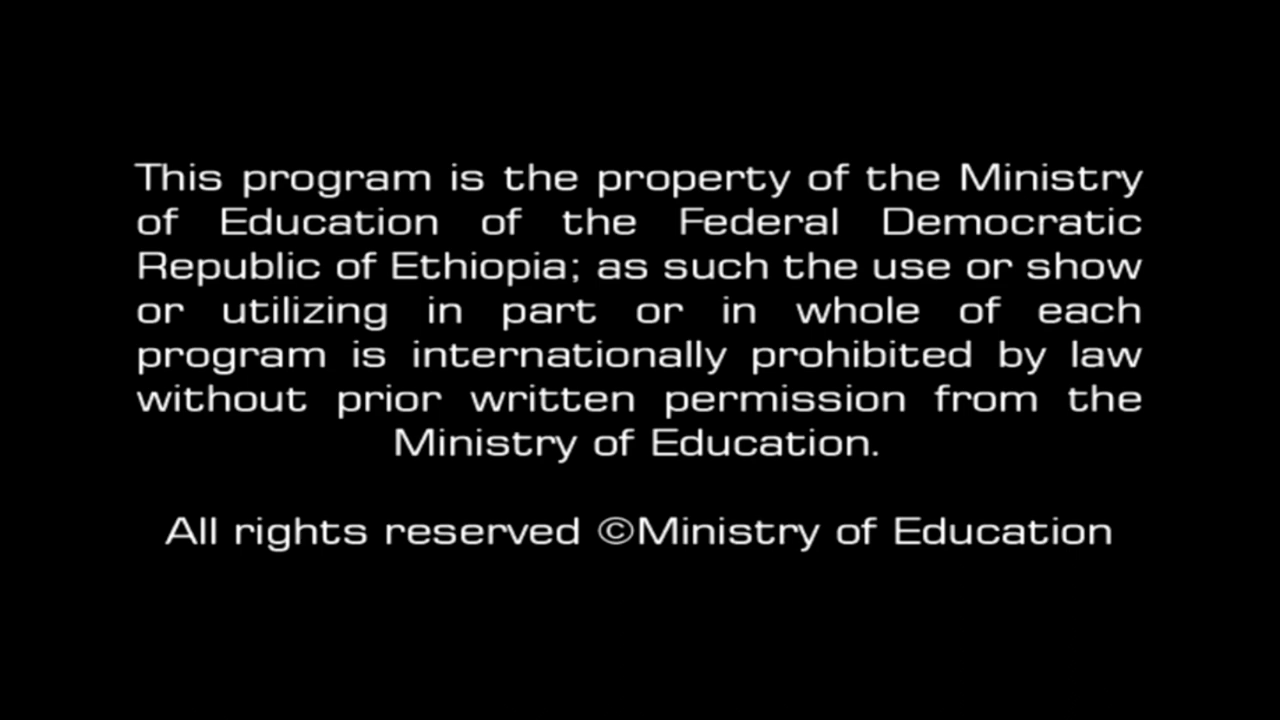 This program is the property of the Ministry
of Education of the Federal Democratic
Republic of Ethiopia; as such the use or show
or utilizing in part or in whole of each
program is internationally prohibited by law
without prior written permission from the
Ministry of Education.
All rights reserved ©Ministry of Education